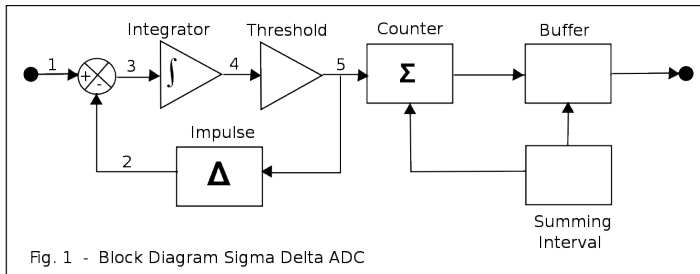 Integrator
Threshold
Counter
Buffer
1
+
-
3
∫
4
5
Σ
Impulse
2
Δ
Summing
Interval
Fig. 1 - Block Diagram Sigma Delta ADC